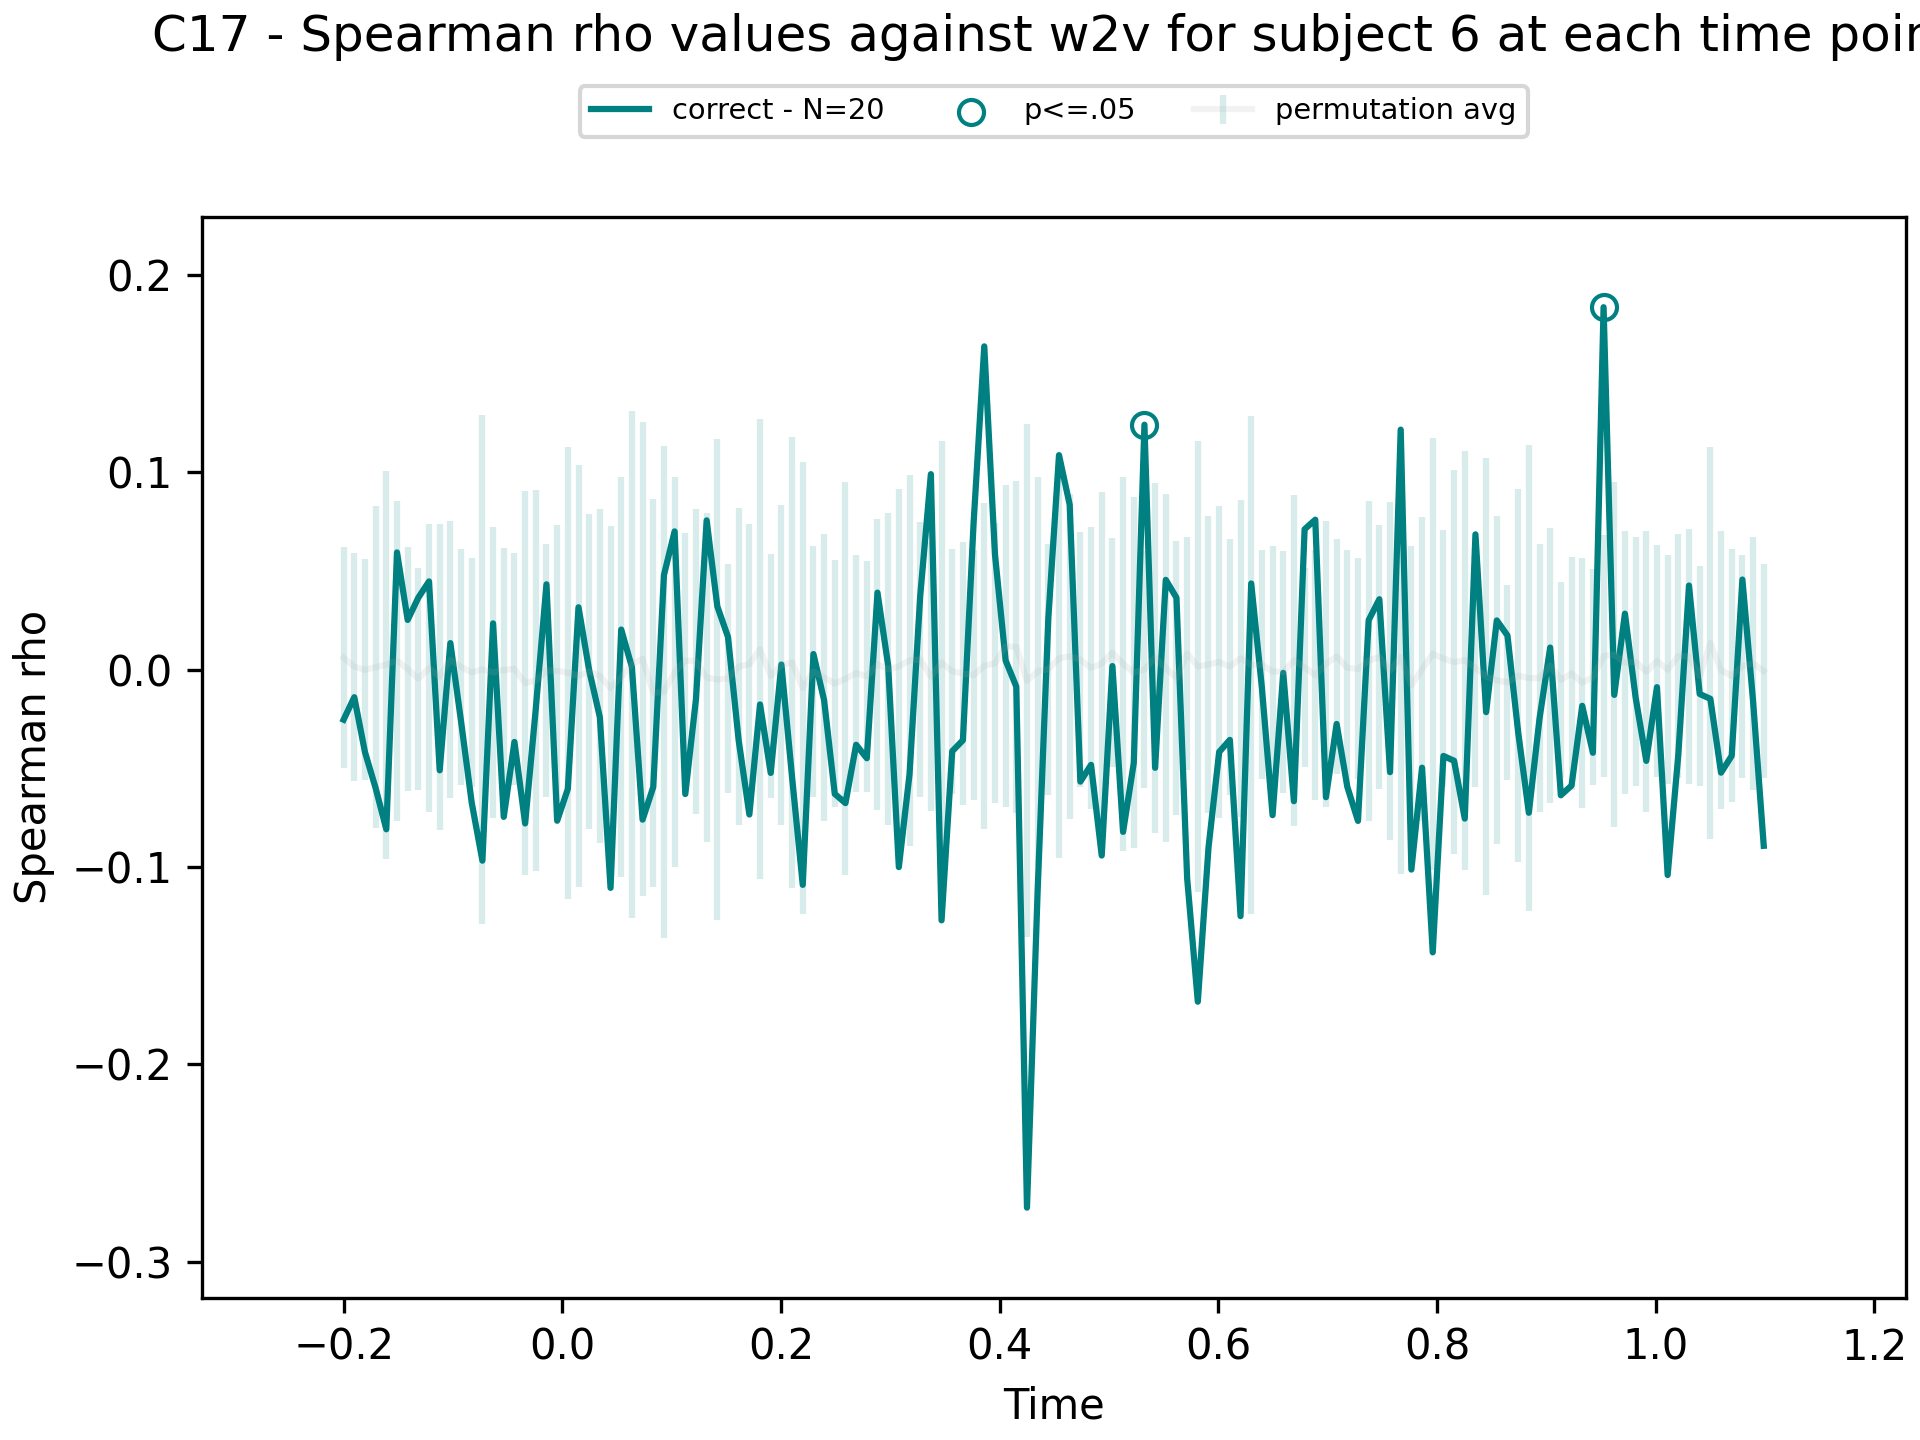 C17 - Spearman rho values against w2v for subject 6 at each time poin
correct - N=20 p<=.05 permutation avg
0.2
0.1
0.0
−0.1
−0.2
−0.3
Spearman rho
−0.2 0.0 0.2 0.4 0.6 0.8 1.0 1.2
Time